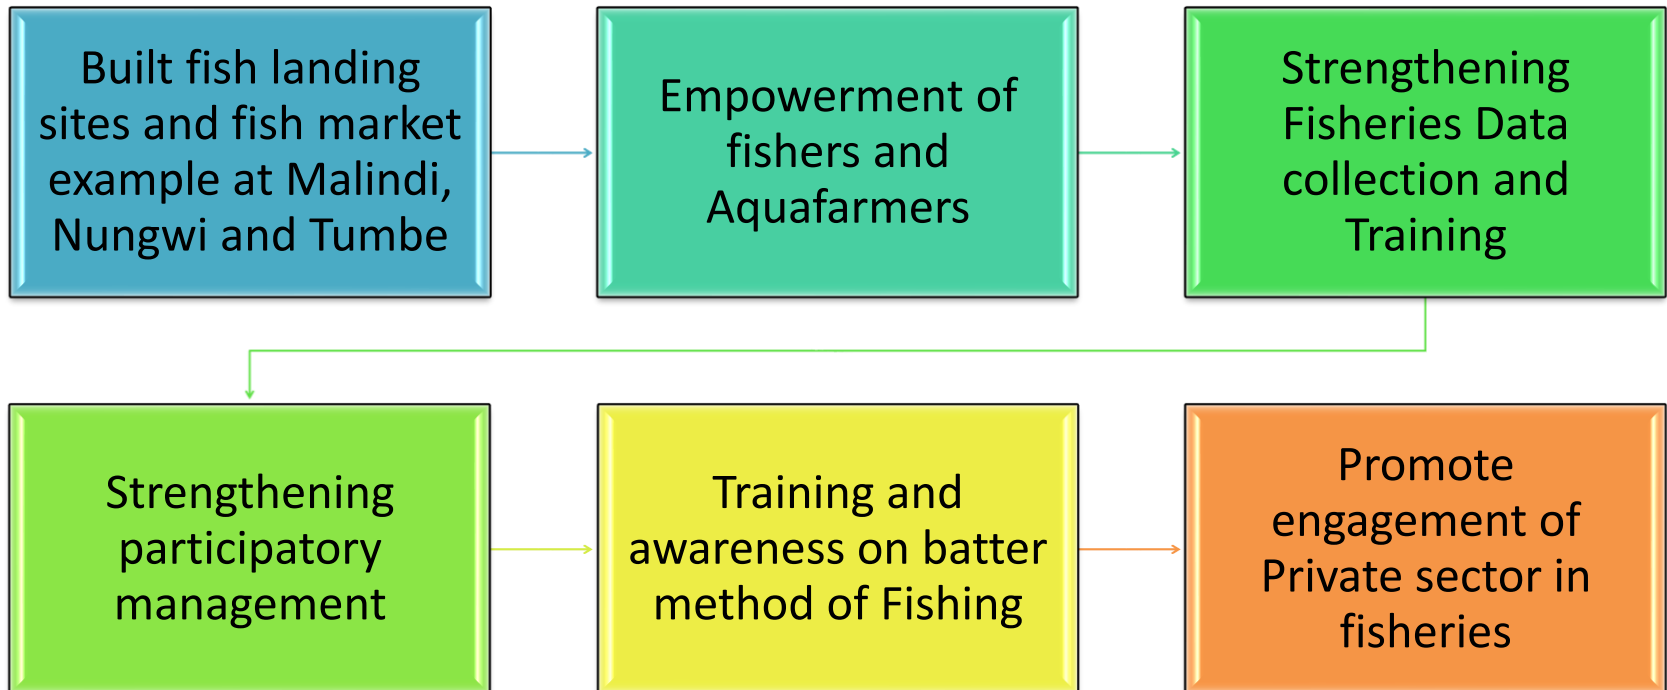 Built fish landing
sites and fish market
example at Malindi,
Nungwi and Tumbe
Empowerment of
fishers and
Aquafarmers
Strengthening
Fisheries Data
collection and
Training
Strengthening
participatory
management
Training and
awareness on batter
method of Fishing
Promote
engagement of
Private sector in
fisheries